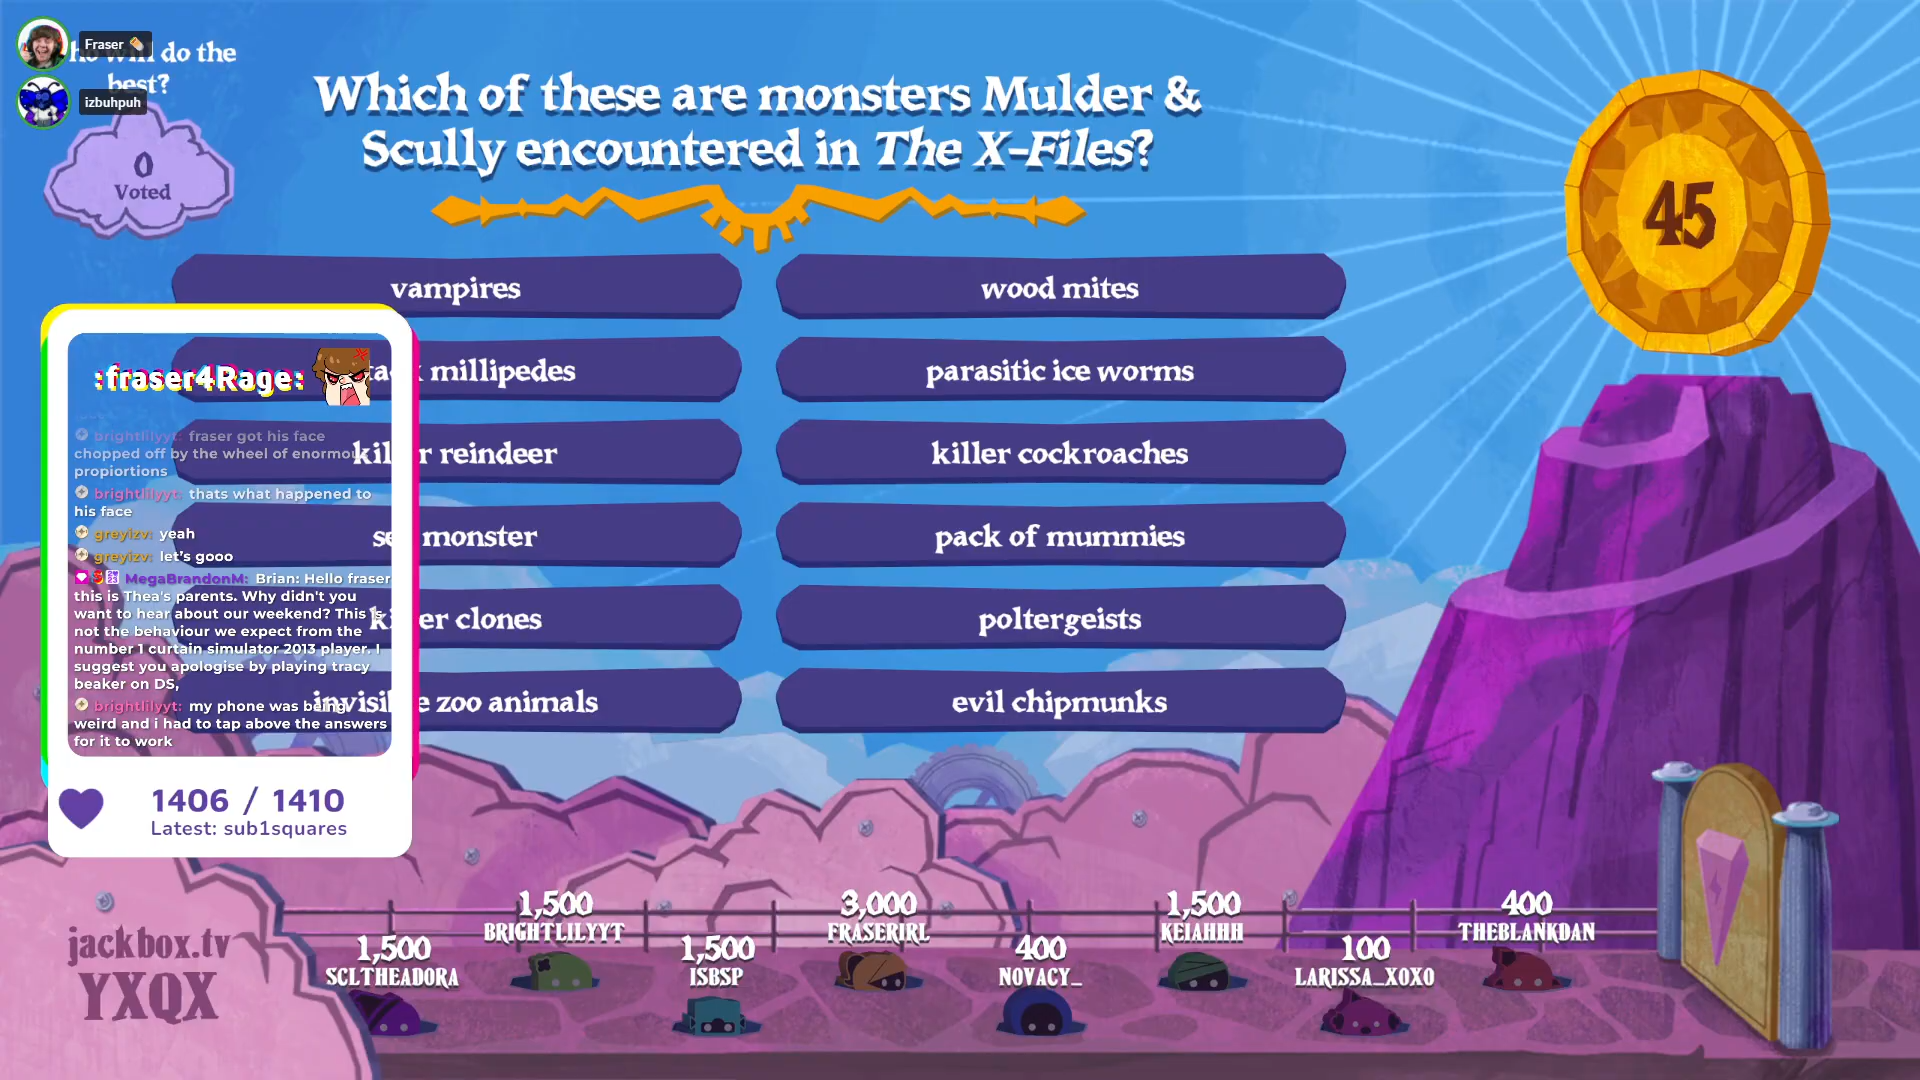 Fraser
izbuhpuh
do the
best?
0
Voted
Which of these are monsters Mulder &
Scully encountered in The X-Files?
45
vampires
wood mites
millipedes
parasitic ice worms
killer reindeer
killer cockroaches
monster
pack of mummies
killer clones
poltergeists
invisible zoo animals
evil chipmunks
:fraser4Rage:
brightlilyyt: fraser got his face
chopped off by the wheel of enormou
propiortions
brightlilyyt: thats what happened to
his face
greyizv: yeah
greyizv: let's gooo
MegaBrandonM: Brian: Hello fraser
this is Thea's parents. Why didn't you
want to hear about our weekend? This is
not the behaviour we expect from the
number 1 curtain simulator 2013 player. I
suggest you apologise by playing tracy
beaker on DS,
brightlilyyt: my phone was being
weird and i had to tap above the answers
for it to work
1406 / 1410
Latest: sub1squares
jackbox.tv
YXQX
1,500
SCLTHEADORA
1,500
BRIGHTLILYYT
1,500
ISBSP
3,000
FRASERIRL
400
NOVACY_
1,500
KEIAHHH
100
LARISSA_XOXO
400
THEBLANKDAN